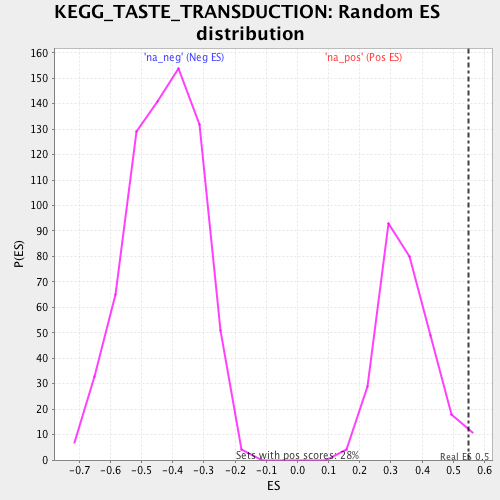 KEGG_TASTE_TRANSDUCTION: Random ES
distribution
'na_neg' (Neg ES) 'na_pos' (Pos ES)
P(ES)
160
150
140
130
120
110
100
90
80
70
60
50
40
30
20
10
0
Sets with pos scores: 28%
Real ES 0.5
-0.7 -0.6 -0.5 -0.4 -0.3 -0.2 -0.1 0.0 0.1 0.2 0.3 0.4 0.5 0.6
ES